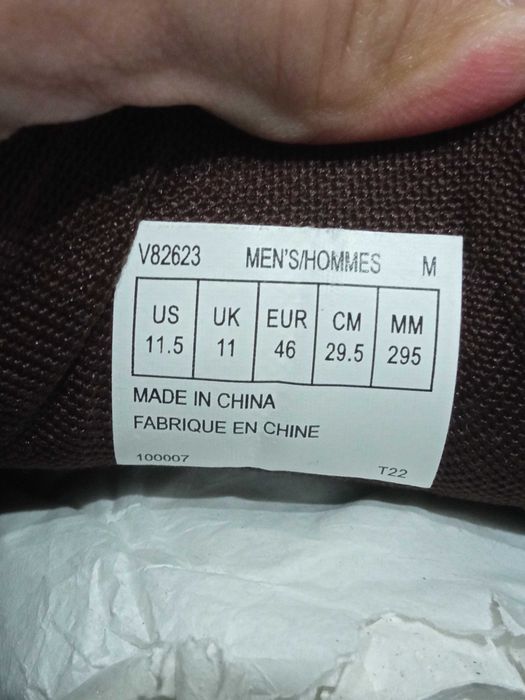 V82623 MEN'S/HOMMES M
US UK EUR CM MM
11.5 11 46 29.5 295
MADE IN CHINA
FABRIQUE EN CHINE
100007 T22